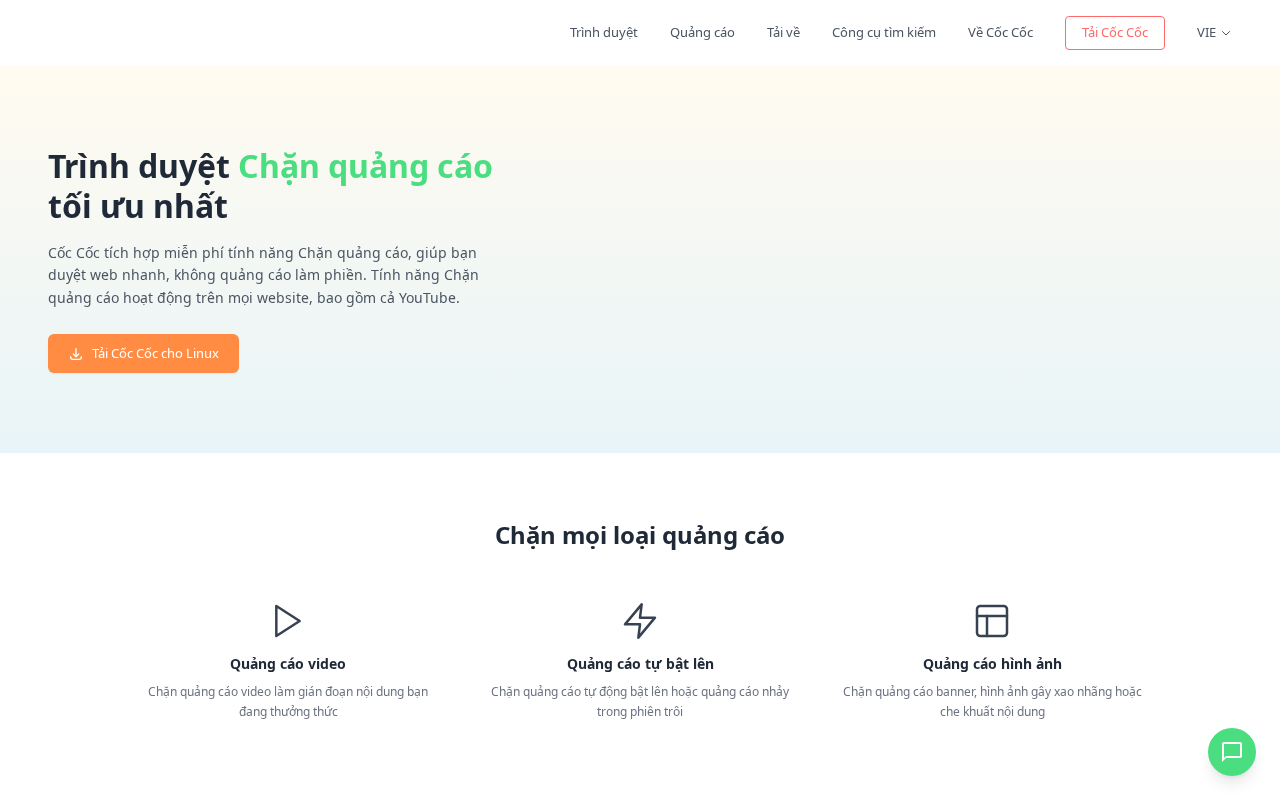 Trình duyệt
Quảng cáo
Tải về
Công cụ tìm kiếm
Về Cốc Cốc
Tải Cốc Cốc
VIE
Trình duyệt Chặn quảng cáo
tối ưu nhất
Cốc Cốc tích hợp miễn phí tính năng Chặn quảng cáo, giúp bạn
duyệt web nhanh, không quảng cáo làm phiền. Tính năng Chặn
quảng cáo hoạt động trên mọi website, bao gồm cả YouTube.
Tải Cốc Cốc cho Linux
Chặn mọi loại quảng cáo
Quảng cáo video
Chặn quảng cáo video làm gián đoạn nội dung bạn
đang thưởng thức
Quảng cáo tự bật lên
Chặn quảng cáo tự động bật lên hoặc quảng cáo nhảy
trong phiên trôi
Quảng cáo hình ảnh
Chặn quảng cáo banner, hình ảnh gây xao nhãng hoặc
che khuất nội dung